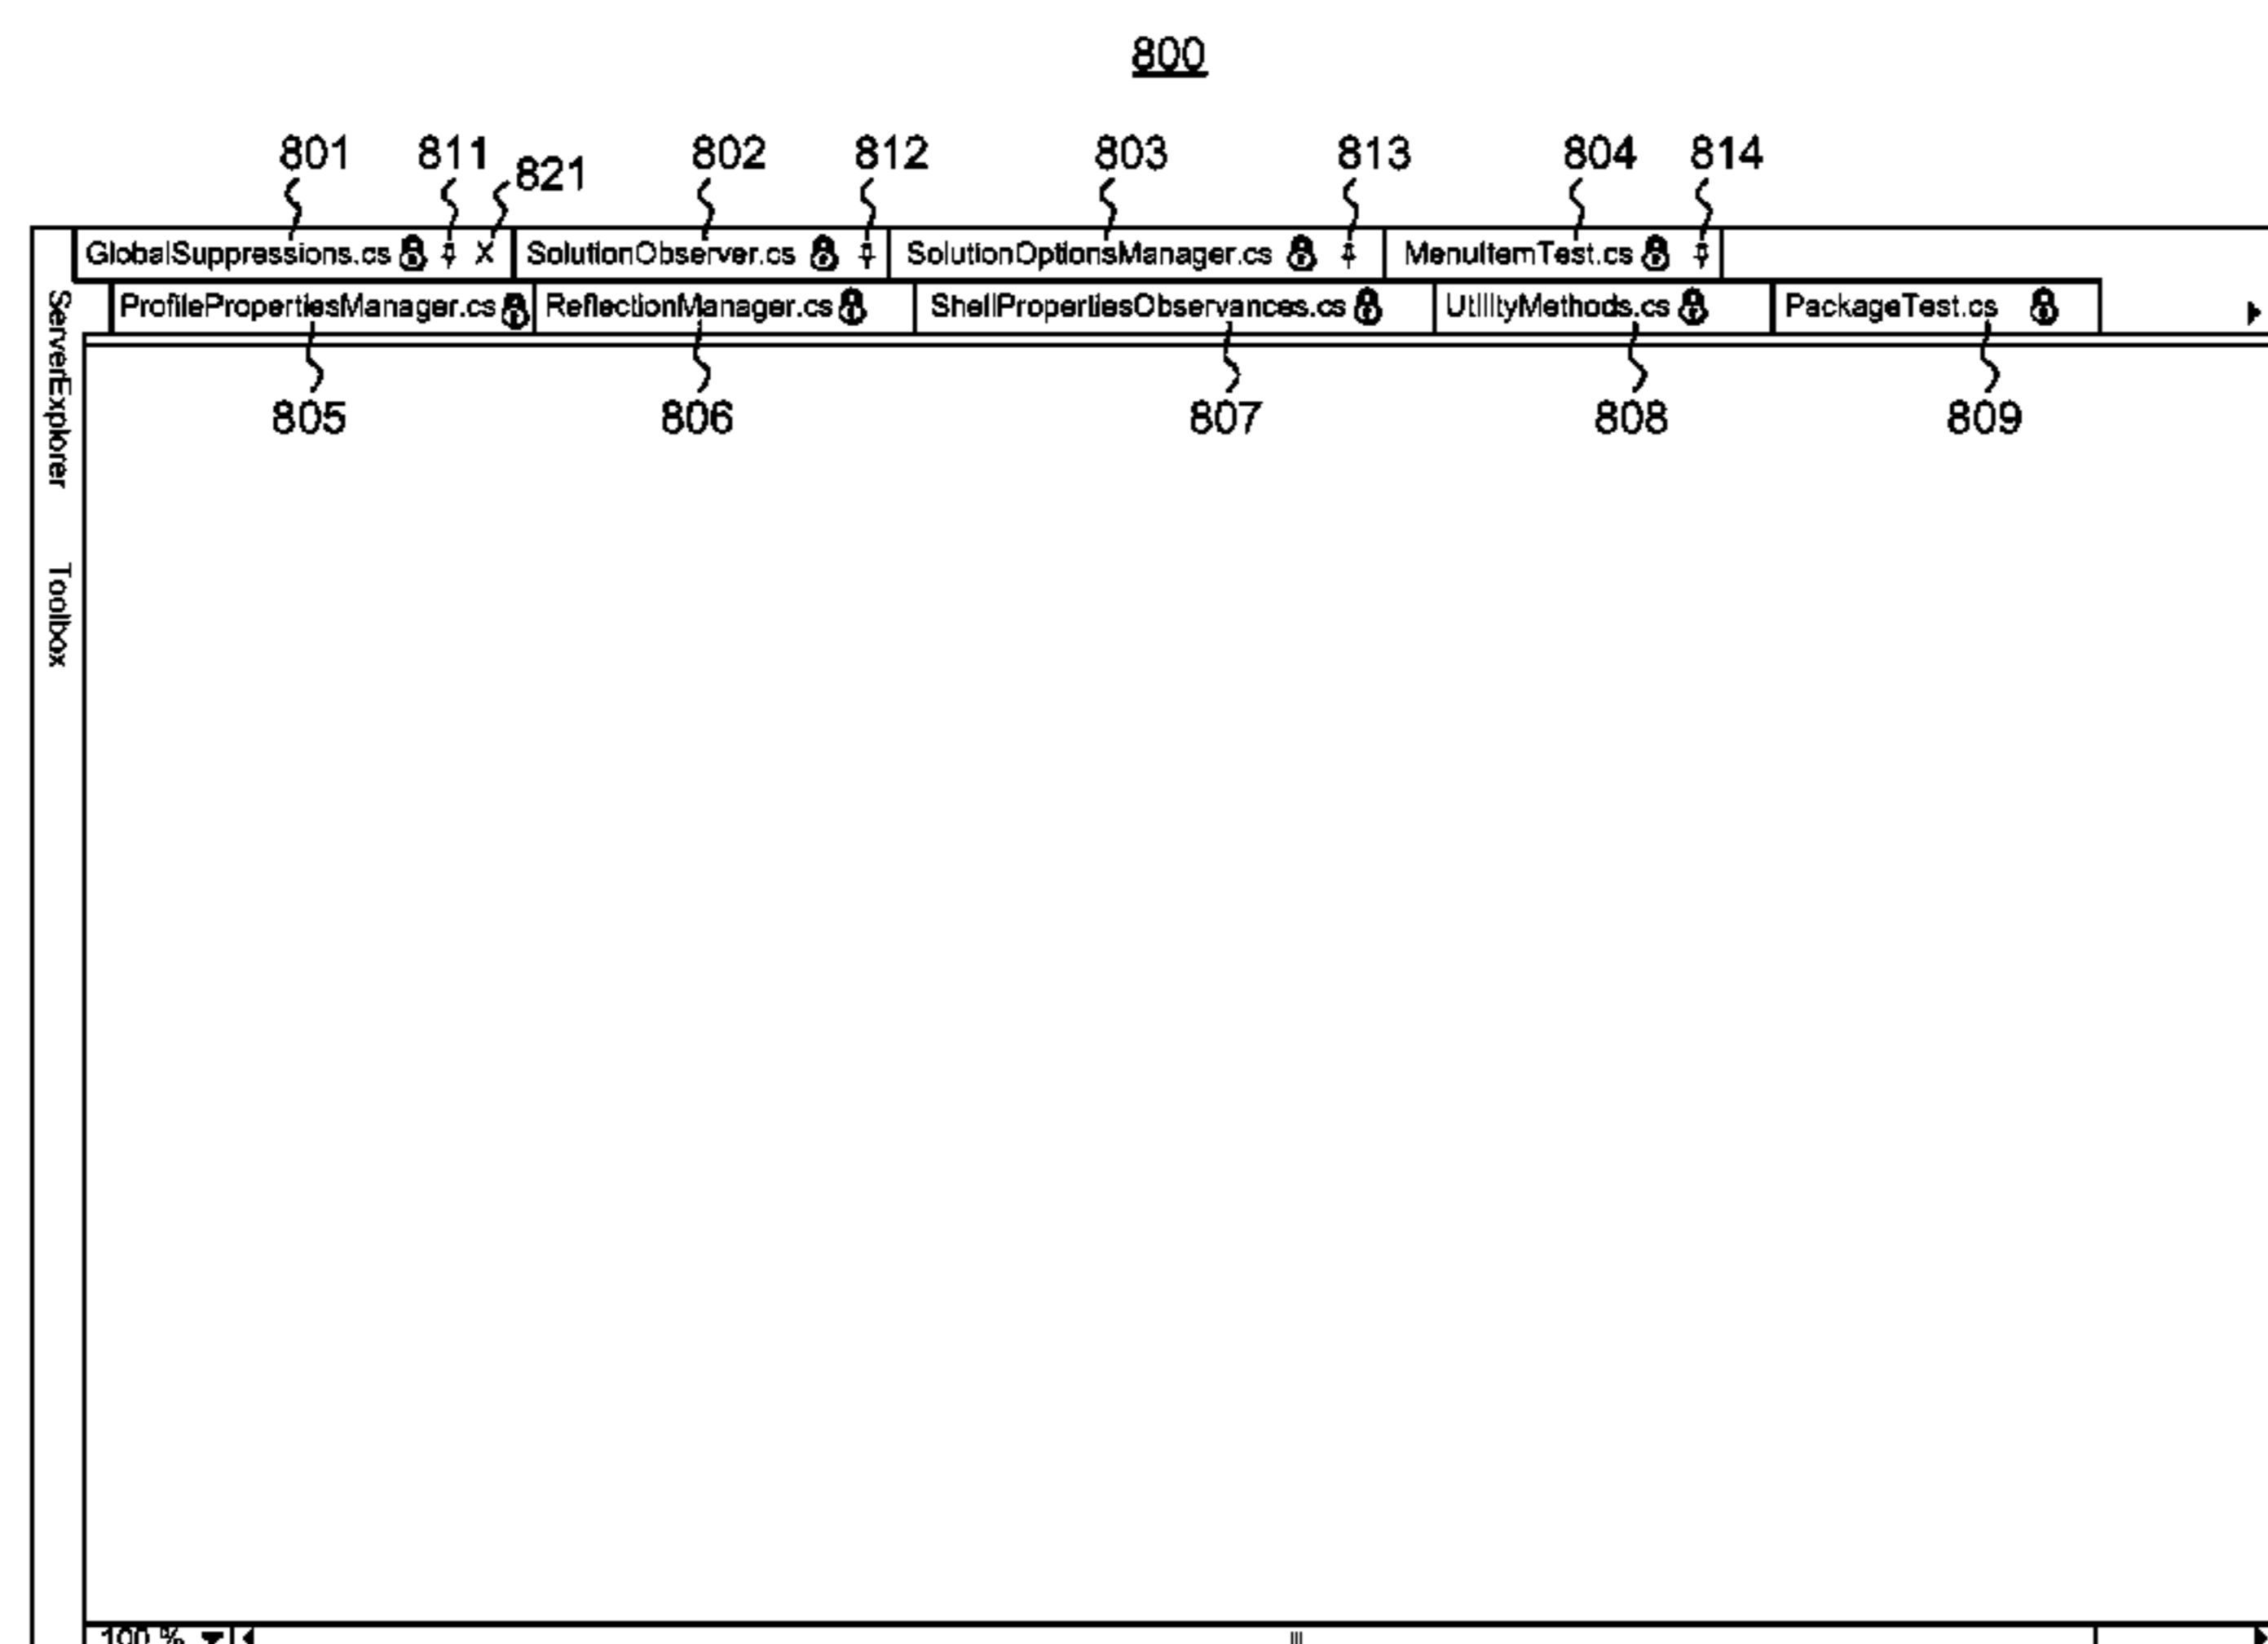 800
801 811 821 802 812 803 813 804 814
GlobalSuppressions.cs X SolutionObserver.cs SolutionOptionsManager.cs MenuItemTest.cs
ProfilePropertiesManager.cs ReflectionManager.cs ShellPropertiesObservances.cs UtilityMethods.cs PackageTest.cs
805 806 807 808 809
ServerExplorer
Toolbox
100 %